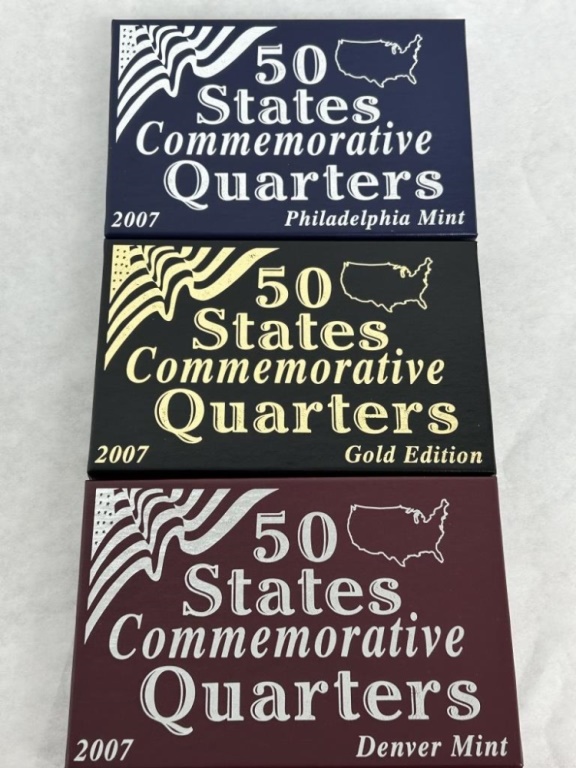 50
States
Commemorative
Quarters
2007 Philadelphia Mint
50
States
Commemorative
Quarters
2007 Gold Edition
50
States
Commemorative
Quarters
2007 Denver Mint